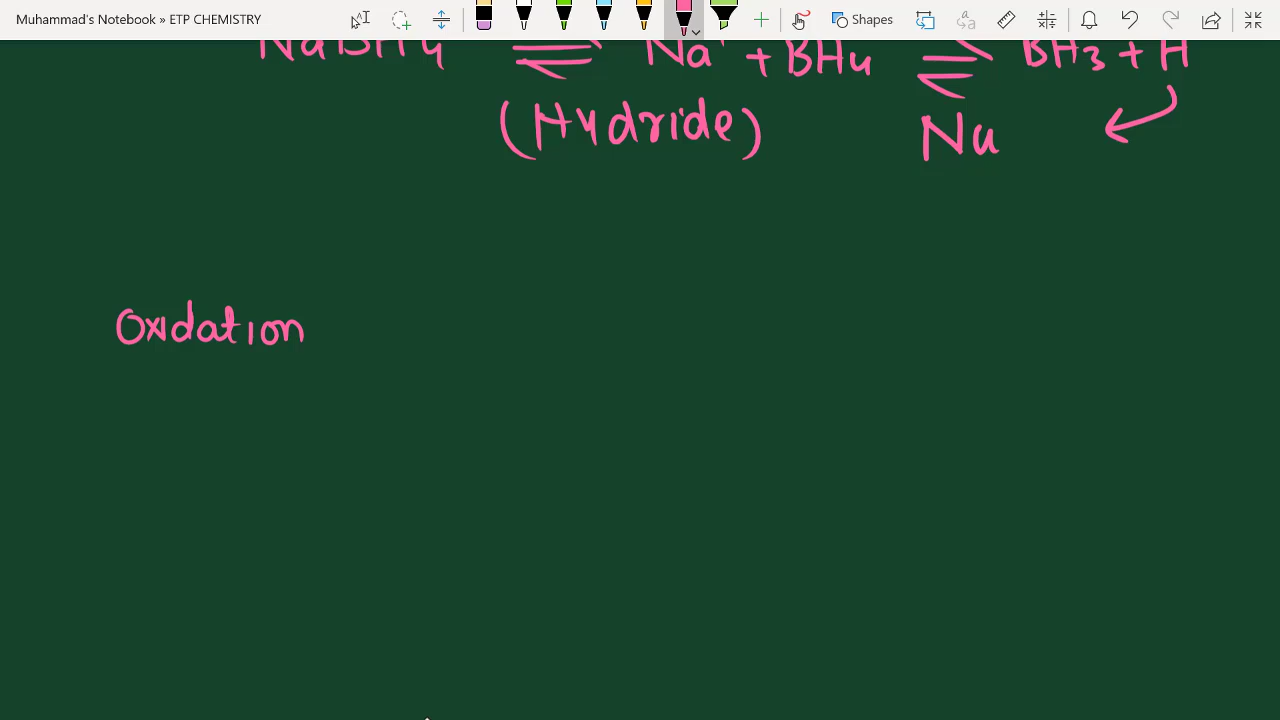 Muhammad's Notebook » ETP CHEMISTRY
Shapes
NaBH4 ⇌ Na+ + BH4 ⇌ BH3 + H
(Hydride) Nu
Oxidation